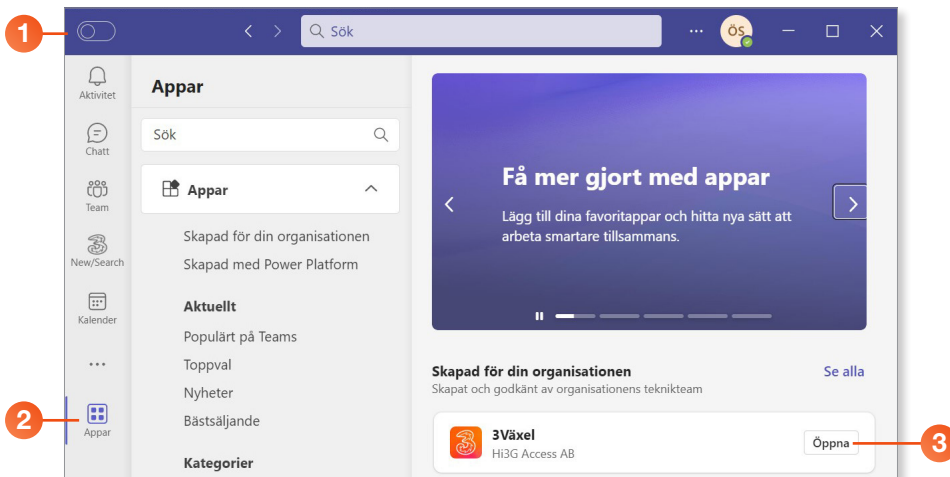 1
Sök
ÖS
Aktivitet
Chatt
Team
New/Search
Kalender
2
Appar
Appar
Sök
Appar
Skapad för din organisationen
Skapad med Power Platform
Aktuellt
Populärt på Teams
Toppval
Nyheter
Bästsäljande
Kategorier
Få mer gjort med appar
Lägg till dina favoritappar och hitta nya sätt att
arbeta smartare tillsammans.
Skapad för din organisationen
Se alla
Skapat och godkänt av organisationens teknikteam
3Växel
Hi3G Access AB
Öppna
3